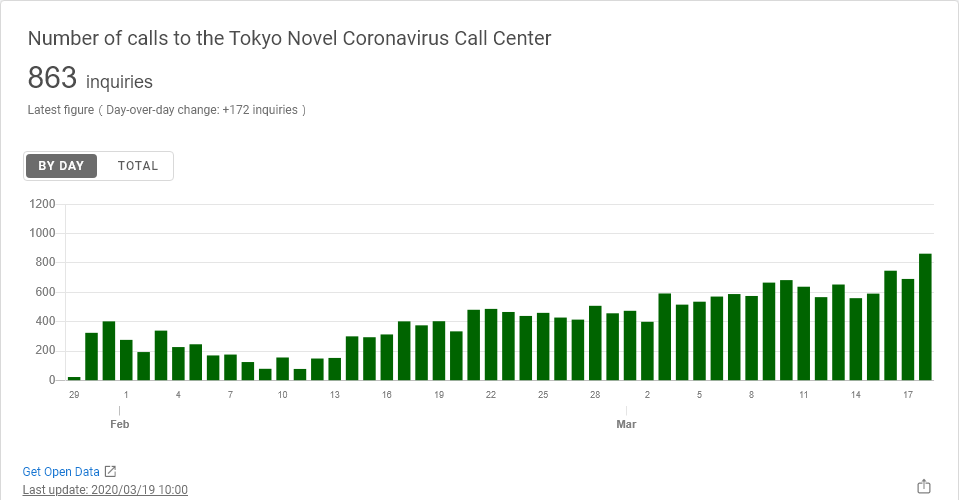 Number of calls to the Tokyo Novel Coronavirus Call Center
863 inquiries
Latest figure ( Day-over-day change: +172 inquiries )
BY DAY TOTAL
1200
1000
800
600
400
200
0
29 1 4 7 10 13 16 19 22 25 28 2 5 8 11 14 17
Feb Mar
Get Open Data
Last update: 2020/03/19 10:00